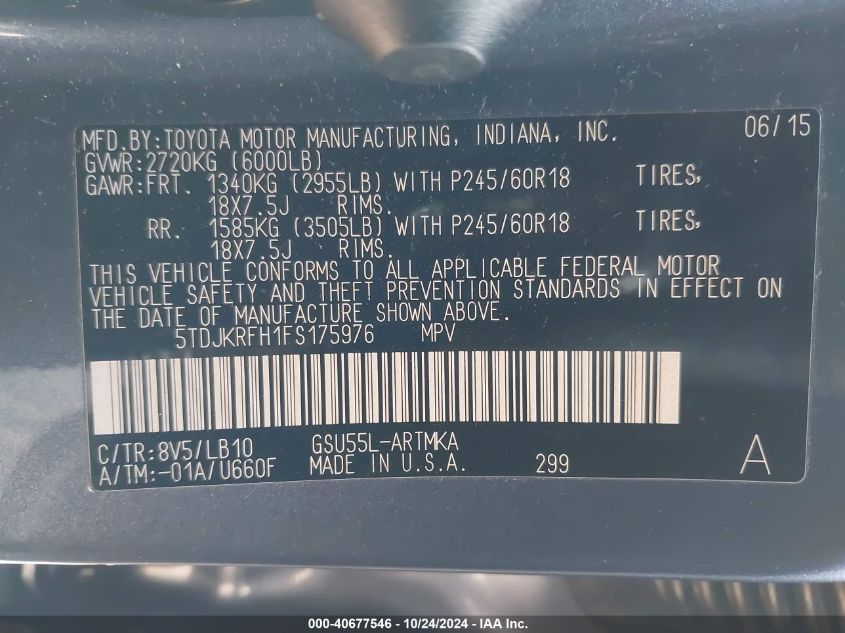 MFD.BY:TOYOTA MOTOR MANUFACTURING, INDIANA, INC. 06/15
GVWR:2720KG (6000LB)
GAWR:FRT. 1340KG (2955LB) WITH P245/60R18 TIRES,
18X7.5J RIMS.
RR. 1585KG (3505LB) WITH P245/60R18 TIRES,
18X7.5J RIMS.
THIS VEHICLE CONFORMS TO ALL APPLICABLE FEDERAL MOTOR
VEHICLE SAFETY AND THEFT PREVENTION STANDARDS IN EFFECT ON
THE DATE OF MANUFACTURE SHOWN ABOVE.
5TDJKRFH1FS175976 MPV
C/TR:8V5/LB10 GSU55L-ARTMKA
A/TM:-01A/U660F MADE IN U.S.A. 299 A
000-40677546 - 10/24/2024 - IAA Inc.